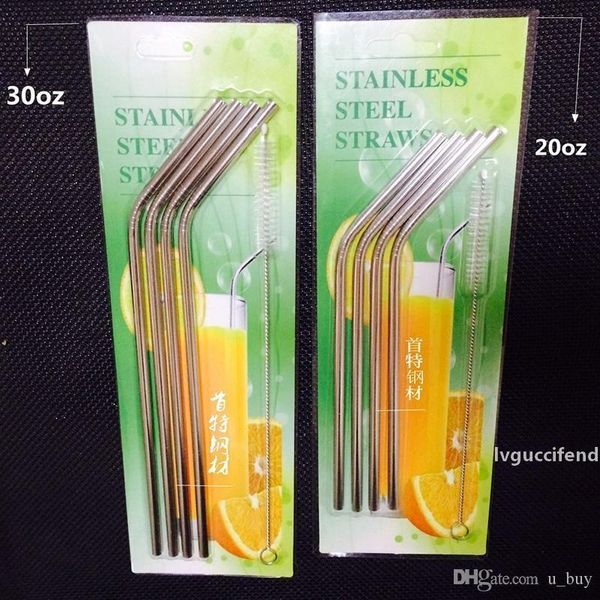 30oz
20oz
STAINL
STEE
STE
STAINLESS
STEEL
STRAWS
首特钢材
首特钢材
lvguccifend
DHgate.com u_buy